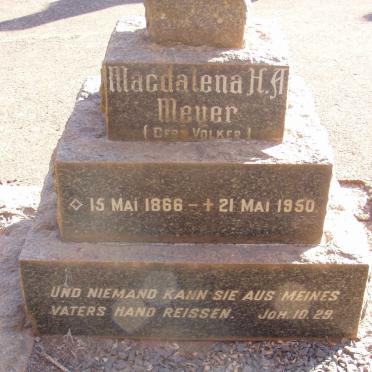 Magdalena H.A
Meyer
(Geb. Volker)
◇ 15 Mai 1866 - + 21 Mai 1950
Und niemand kann sie aus meines
Vaters Hand reissen. Joh. 10. 29.